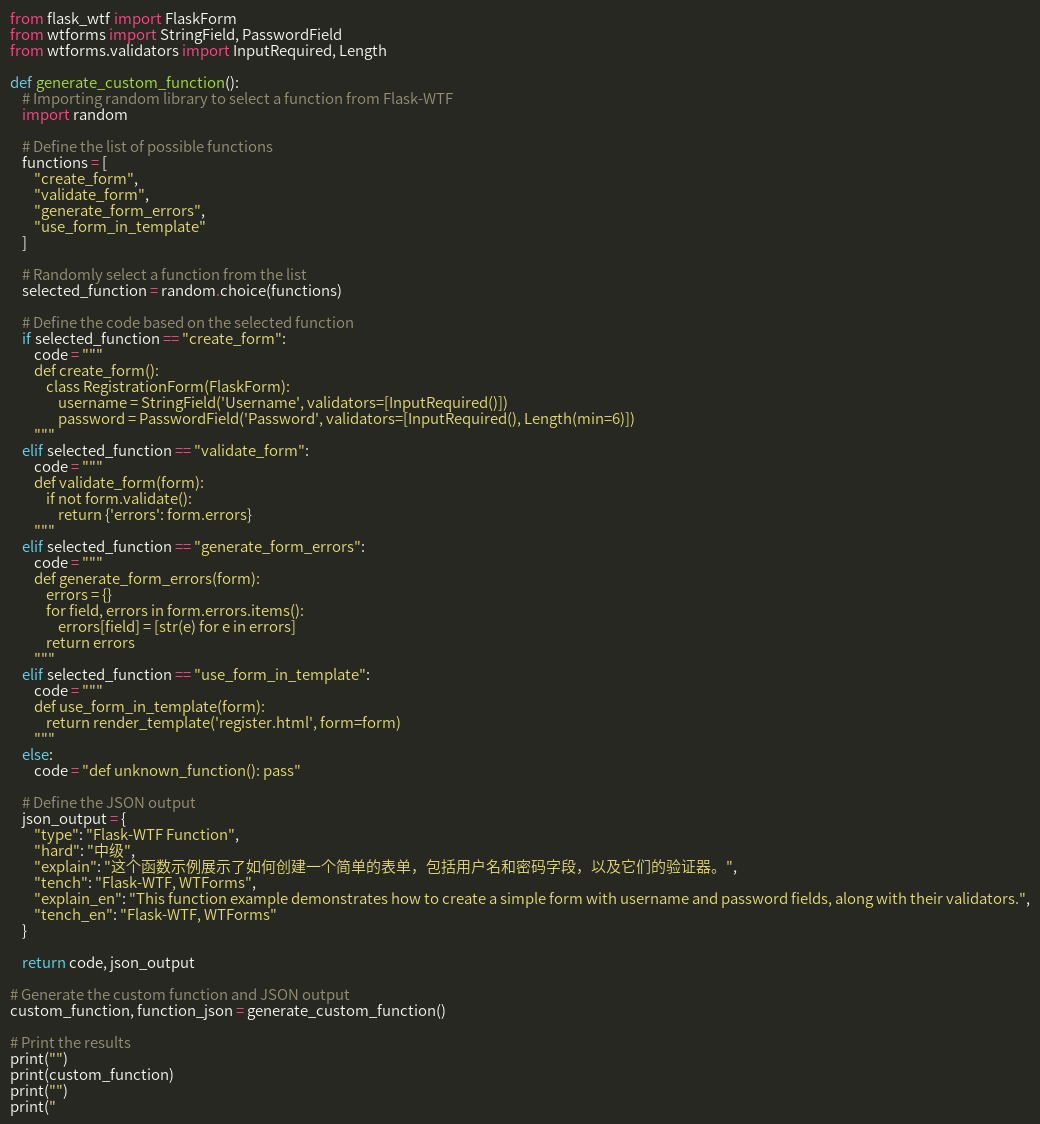 from flask_wtf import FlaskForm
from wtforms import StringField, PasswordField
from wtforms.validators import InputRequired, Length

def generate_custom_function():
    # Importing random library to select a function from Flask-WTF
    import random

    # Define the list of possible functions
    functions = [
        "create_form",
        "validate_form",
        "generate_form_errors",
        "use_form_in_template"
    ]

    # Randomly select a function from the list
    selected_function = random.choice(functions)

    # Define the code based on the selected function
    if selected_function == "create_form":
        code = """
        def create_form():
            class RegistrationForm(FlaskForm):
                username = StringField('Username', validators=[InputRequired()])
                password = PasswordField('Password', validators=[InputRequired(), Length(min=6)])
        """
    elif selected_function == "validate_form":
        code = """
        def validate_form(form):
            if not form.validate():
                return {'errors': form.errors}
        """
    elif selected_function == "generate_form_errors":
        code = """
        def generate_form_errors(form):
            errors = {}
            for field, errors in form.errors.items():
                errors[field] = [str(e) for e in errors]
            return errors
        """
    elif selected_function == "use_form_in_template":
        code = """
        def use_form_in_template(form):
            return render_template('register.html', form=form)
        """
    else:
        code = "def unknown_function(): pass"

    # Define the JSON output
    json_output = {
        "type": "Flask-WTF Function",
        "hard": "中级",
        "explain": "这个函数示例展示了如何创建一个简单的表单，包括用户名和密码字段，以及它们的验证器。",
        "tench": "Flask-WTF, WTForms",
        "explain_en": "This function example demonstrates how to create a simple form with username and password fields, along with their validators.",
        "tench_en": "Flask-WTF, WTForms"
    }

    return code, json_output

# Generate the custom function and JSON output
custom_function, function_json = generate_custom_function()

# Print the results
print("")
print(custom_function)
print("")
print("